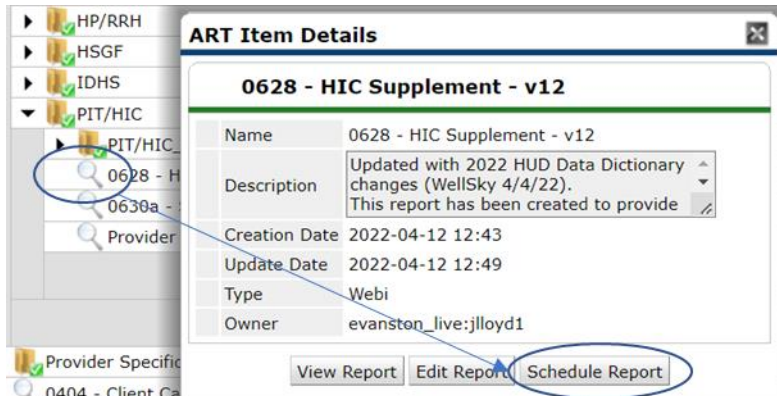 HP/RRH
HSGF
IDHS
PIT/HIC
PIT/HIC_
0628 - H
0630a -
Provider
Provider Specific
0404 - Client Ca
ART Item Details
0628 - HIC Supplement - v12
Name 0628 - HIC Supplement - v12
Description Updated with 2022 HUD Data Dictionary
changes (WellSky 4/4/22).
This report has been created to provide
Creation Date 2022-04-12 12:43
Update Date 2022-04-12 12:49
Type Webi
Owner evanston_live:jlloyd1
View Report Edit Report Schedule Report